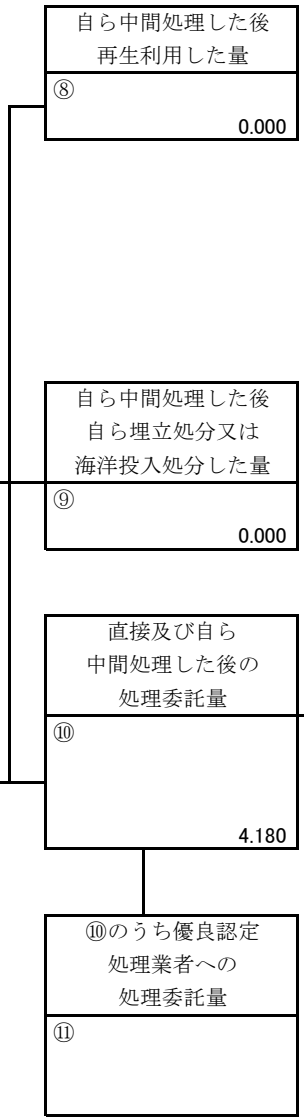 自ら中間処理した後
再生利用した量
⑧
0.000
自ら中間処理した後
自ら埋立処分又は
海洋投入処分した量
⑨
0.000
直接及び自ら
中間処理した後の
処理委託量
⑩
4.180
⑩のうち優良認定
処理業者への
処理委託量
⑪